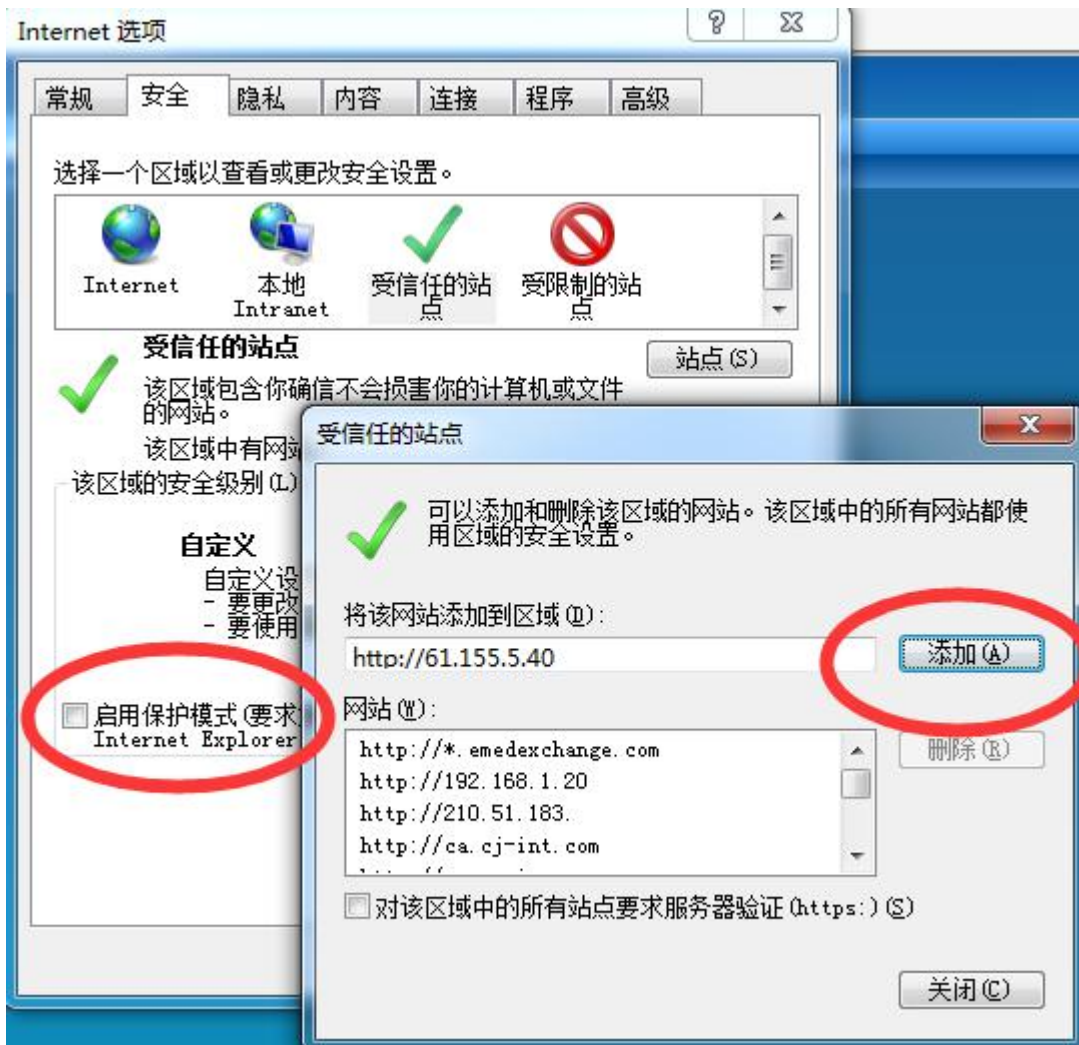 Internet 选项
常规 安全 隐私 内容 连接 程序 高级
选择一个区域以查看或更改安全设置。
Internet
本地
Intranet
受信任的站
点
受限制的站
点
受信任的站点
站点(S)
该区域包含你确信不会损害你的计算机或文件
的网站。
该区域中有网站
该区域的安全级别(L)
自定义
自定义设
- 要更改
- 要使用
启用保护模式(要求
Internet Explorer
受信任的站点
可以添加和删除该区域的网站。该区域中的所有网站都使
用区域的安全设置。
将该网站添加到区域(D):
http://61.155.5.40
添加(A)
网站(W):
http://*.emedexchange.com
http://192.168.1.20
http://210.51.183.
http://ca.cj-int.com
删除(R)
对该区域中的所有站点要求服务器验证(https:)(S)
关闭(C)